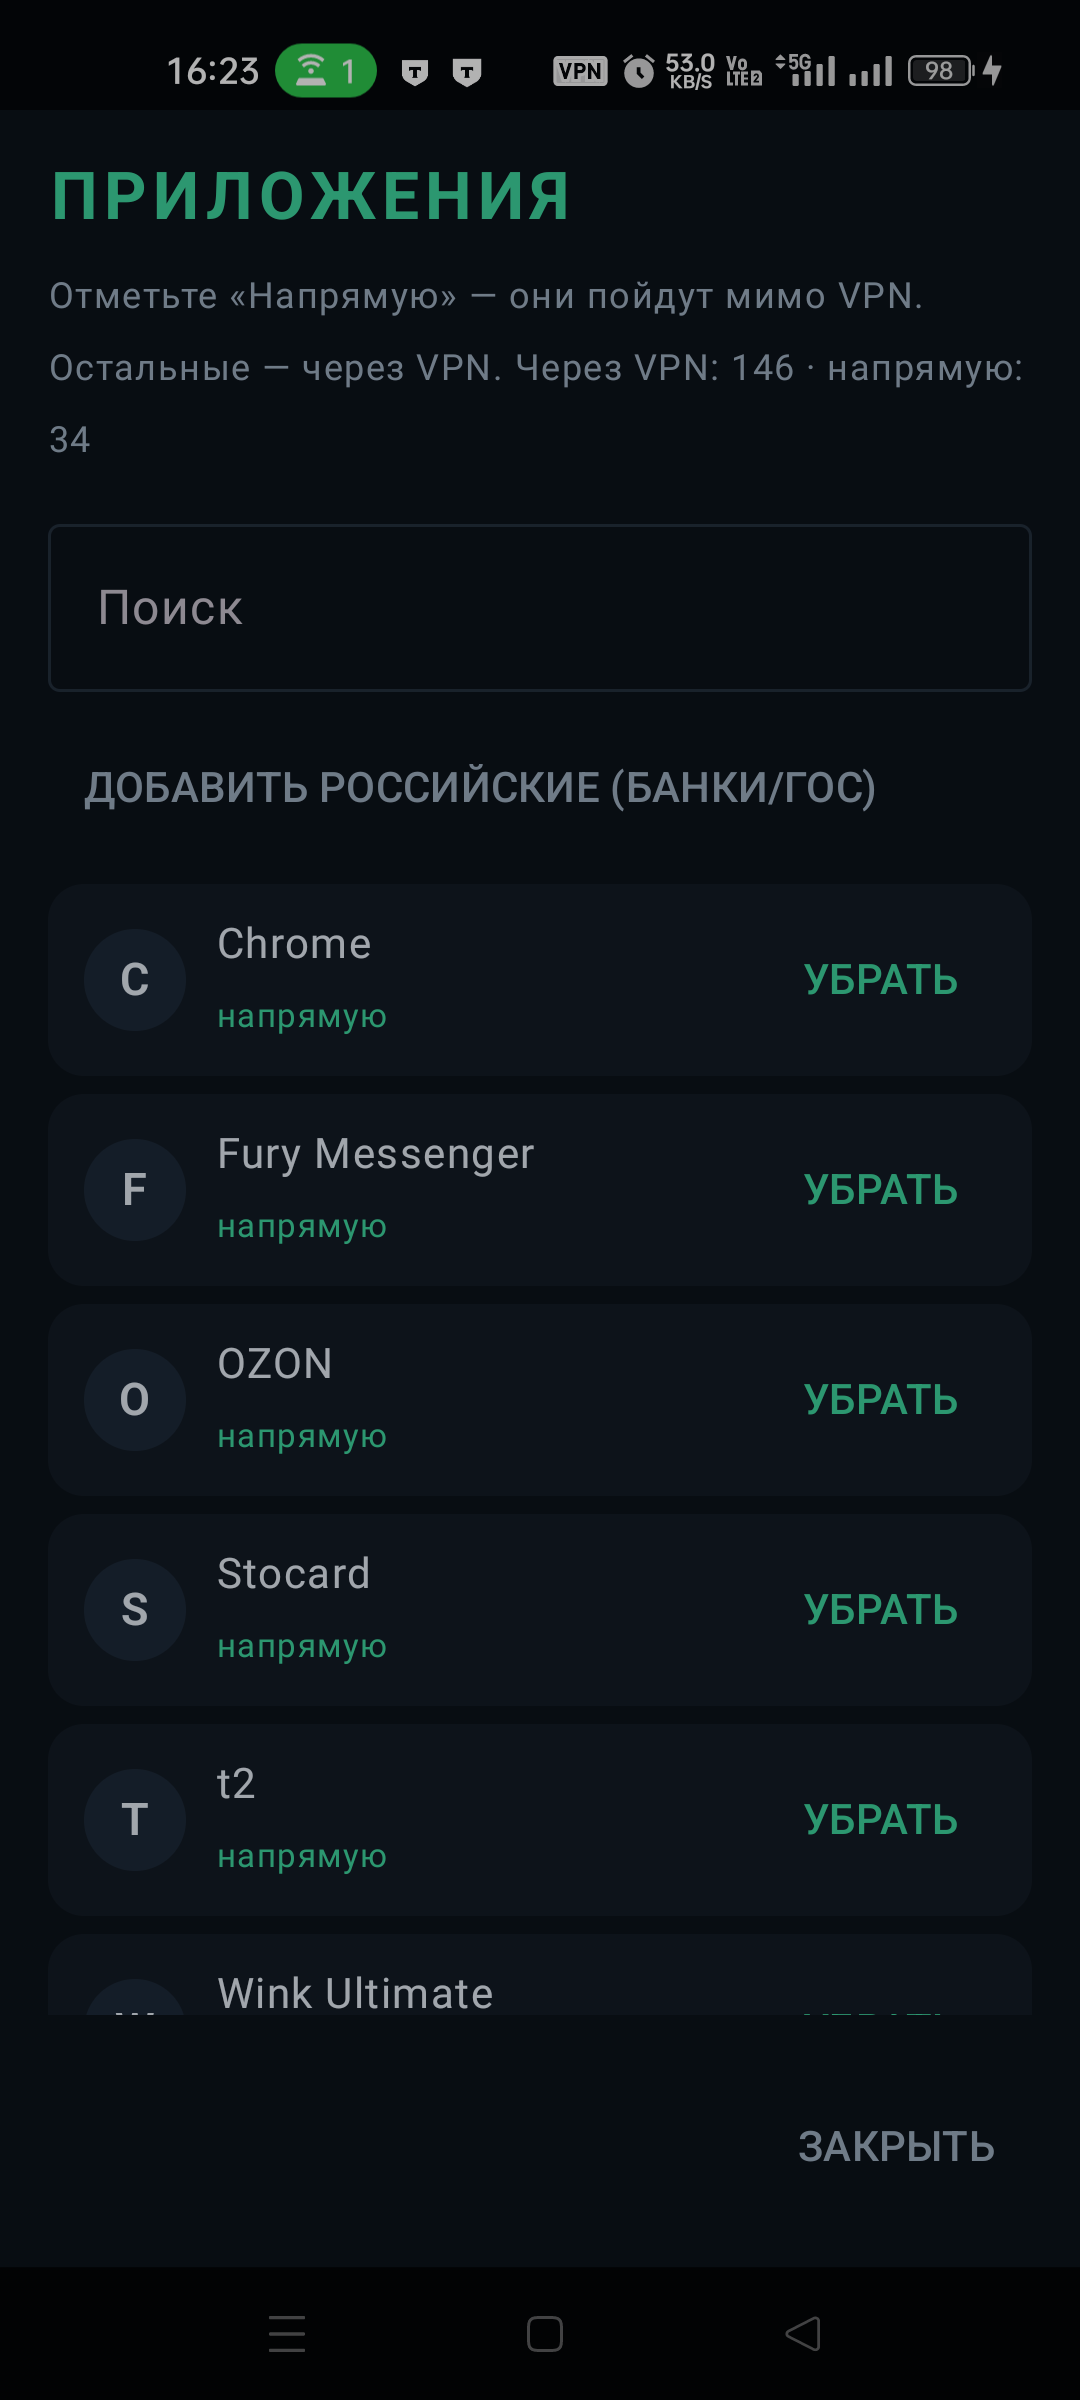 16:23 1 VPN 53.0 KB/S Vo LTE 2 5G 98
ПРИЛОЖЕНИЯ
Отметьте «Напрямую» — они пойдут мимо VPN.
Остальные — через VPN. Через VPN: 146 · напрямую:
34
Поиск
ДОБАВИТЬ РОССИЙСКИЕ (БАНКИ/ГОС)
C
Chrome
напрямую
УБРАТЬ
F
Fury Messenger
напрямую
УБРАТЬ
O
OZON
напрямую
УБРАТЬ
S
Stocard
напрямую
УБРАТЬ
T
t2
напрямую
УБРАТЬ
Wink Ultimate
ЗАКРЫТЬ